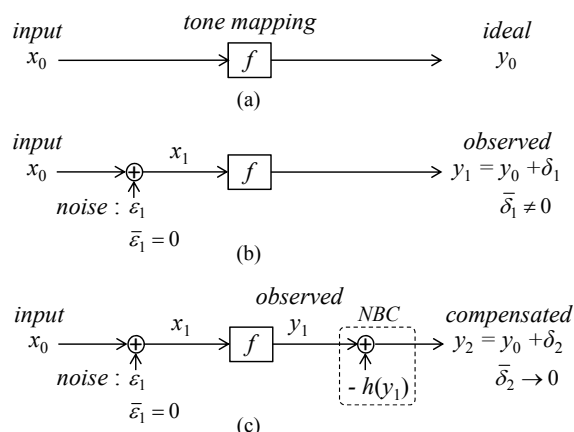 input tone mapping ideal
x₀ f y₀
(a)
input observed
x₀ x₁ f y₁ = y₀ + δ₁
noise : ε₁ δ̄₁ ≠ 0
ε̄₁ = 0 (b)
input observed NBC compensated
x₀ x₁ f y₁ y₂ = y₀ + δ₂
noise : ε₁ - h(y₁) δ̄₂ → 0
ε̄₁ = 0 (c)